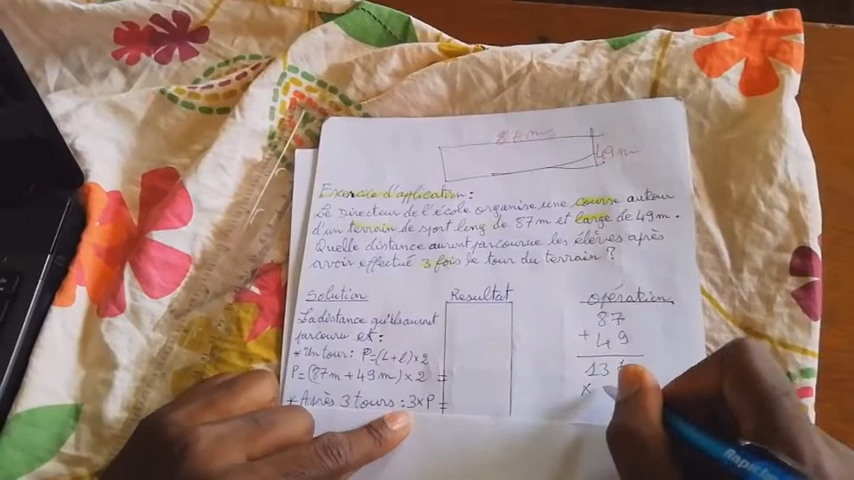 87m
49m
Exercice d'application :
Le Directeur de l'école organise une course autour
d'un terrain de sport long de 87m et large de 49m.
Quelle distance auront parcourue les élèves après
avoir effectué 3 fois le tour du terrain ?
Solution
La distance qu'ils auront
parcouru est:
* Un tour : P=(L+l)×2
P=(87m+49m)×2 =
* Après 3 tours : 3×P =
Resultat
Opération
87
+ 49
13
×